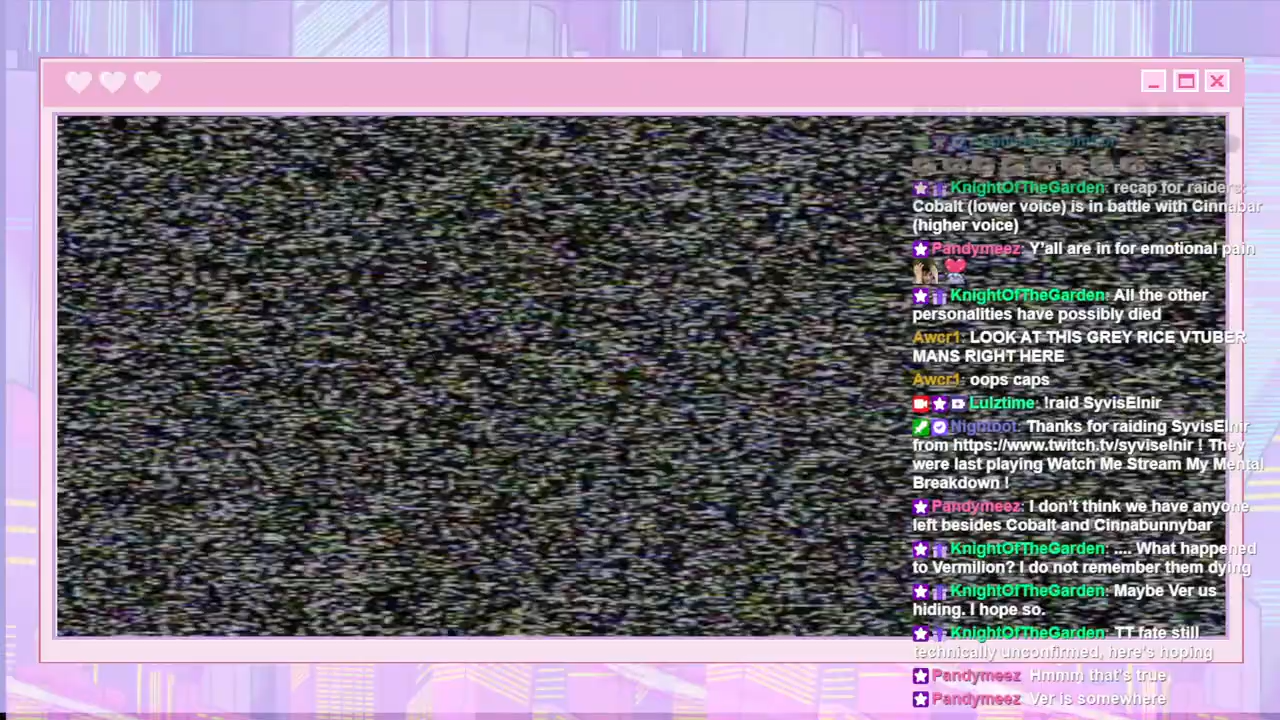 KnightOfTheGarden: recap for raiders:
Cobalt (lower voice) is in battle with Cinnabar
(higher voice)
Pandymeez: Y'all are in for emotional pain
KnightOfTheGarden: All the other
personalities have possibly died
Awcr1: LOOK AT THIS GREY RICE VTUBER
MANS RIGHT HERE
Awcr1: oops caps
Lulztime: !raid SyvisElnir
Nightbot: Thanks for raiding SyvisElnir
from https://www.twitch.tv/syviselnir ! They
were last playing Watch Me Stream My Mental
Breakdown !
Pandymeez: I don't think we have anyone
left besides Cobalt and Cinnabunnybar
KnightOfTheGarden: .... What happened
to Vermilion? I do not remember them dying
KnightOfTheGarden: Maybe Ver us
hiding. I hope so.
KnightOfTheGarden: TT fate still
technically unconfirmed, here's hoping
Pandymeez Hmmm that's true
Pandymeez Ver is somewhere